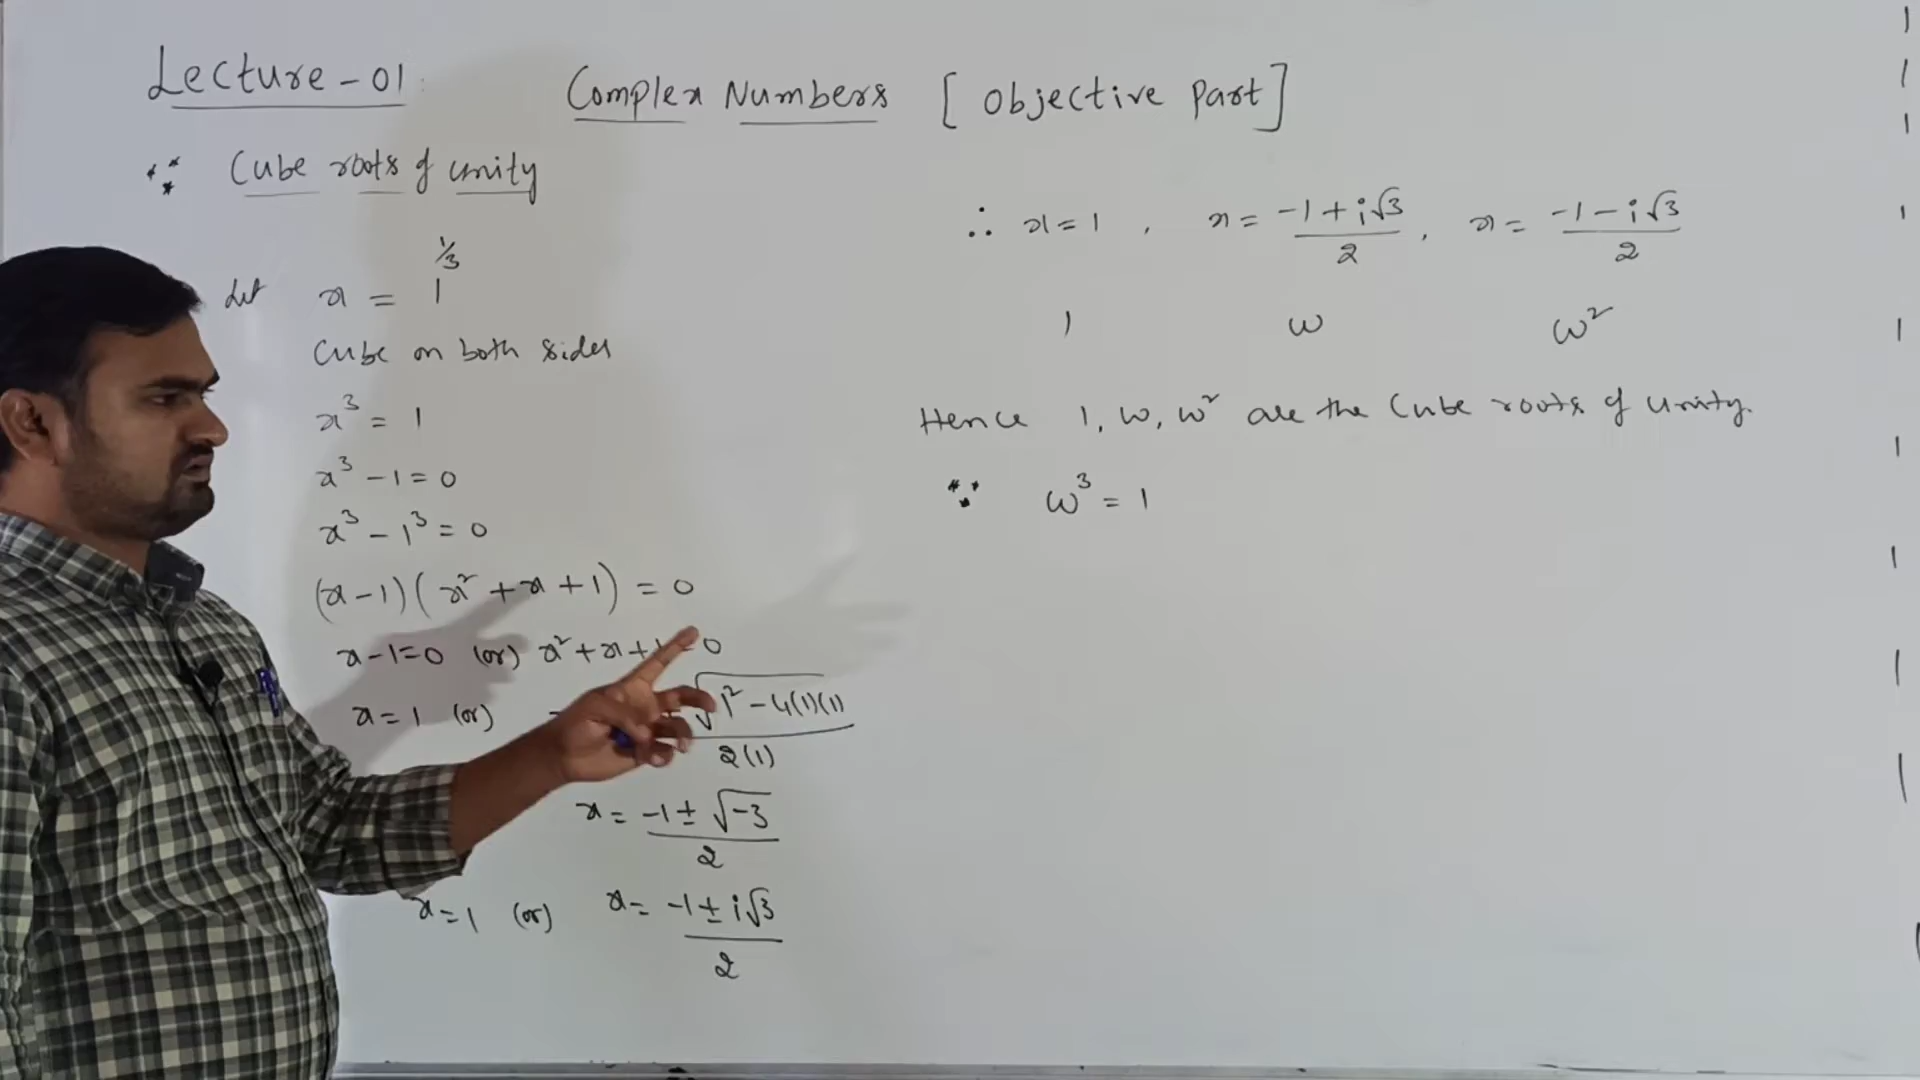 Lecture - 01
Complex Numbers [ Objective part ]
Cube roots of unity
Let x = 1^(1/3)
Cube on both sides
x³ = 1
x³ - 1 = 0
x³ - 1³ = 0
(x-1)(x² + x + 1) = 0
x-1=0 (or) x²+x+1=0
x=1 (or) √(1² - 4(1)(1)) / 2(1)
x = (-1 ± √-3) / 2
x=1 (or) x = (-1 ± i√3) / 2
∴ x=1 , x = (-1 + i√3) / 2 , x = (-1 - i√3) / 2
1 ω ω²
Hence 1, ω, ω² are the Cube roots of unity.
ω³ = 1